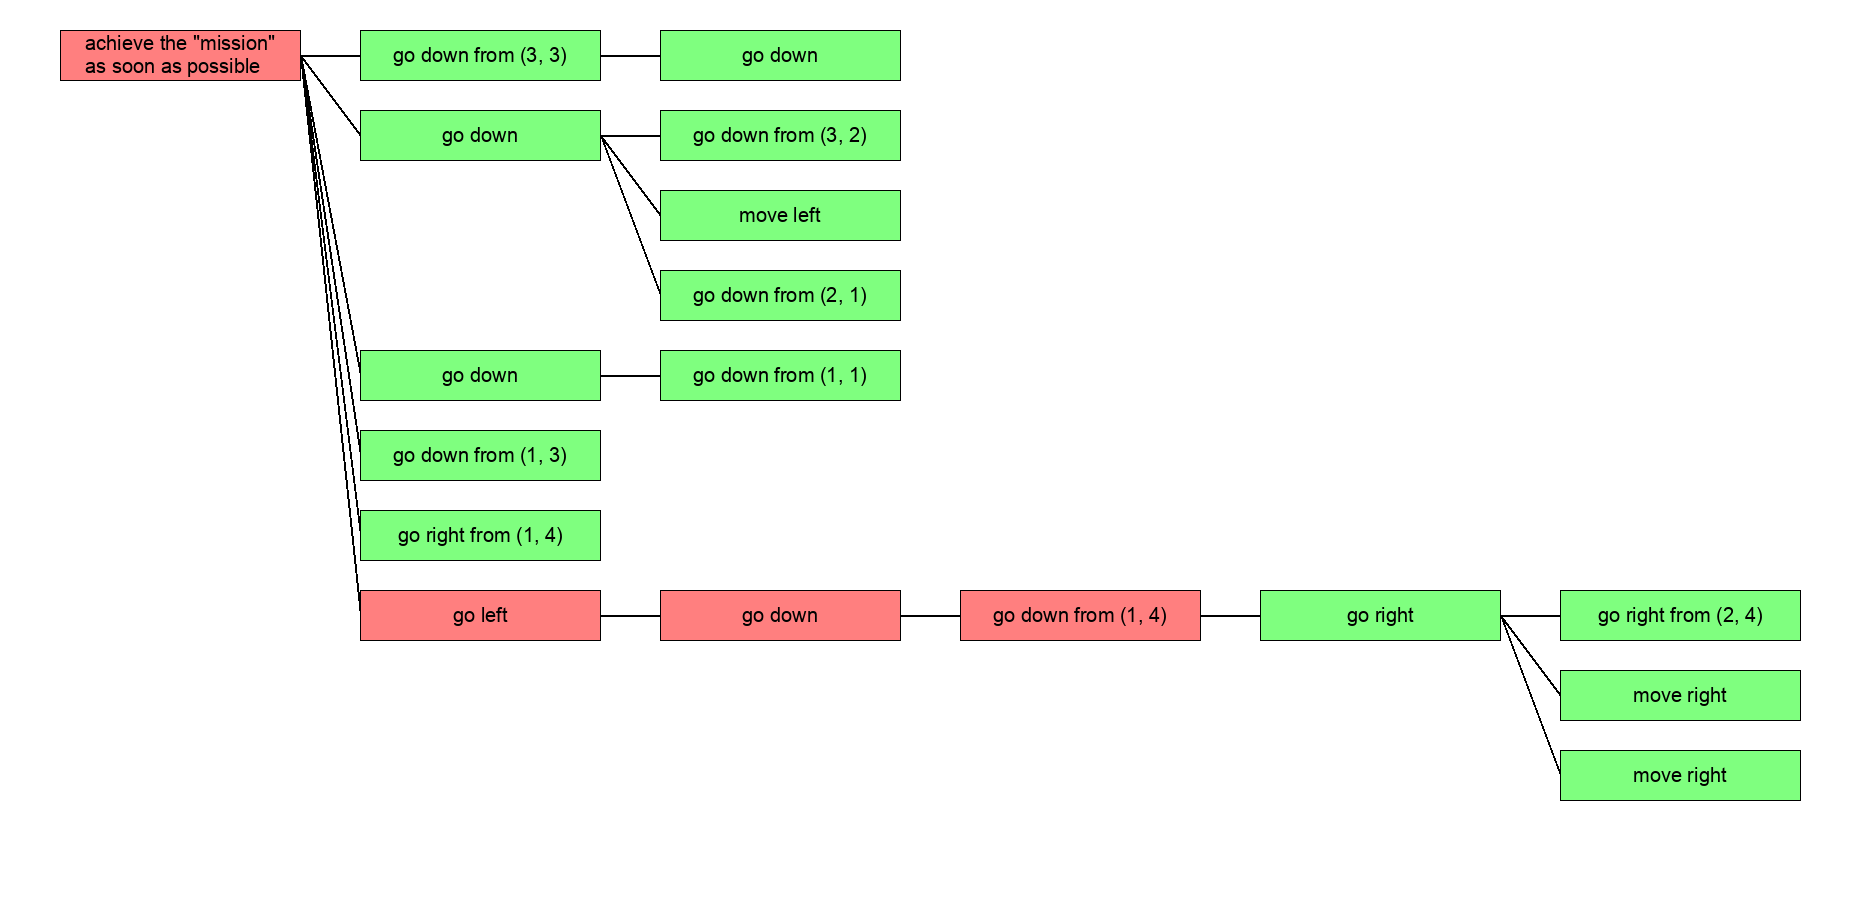 achieve the "mission"
as soon as possible
go down from (3, 3)
go down
go down
go down from (3, 2)
move left
go down from (2, 1)
go down
go down from (1, 1)
go down from (1, 3)
go right from (1, 4)
go left
go down
go down from (1, 4)
go right
go right from (2, 4)
move right
move right